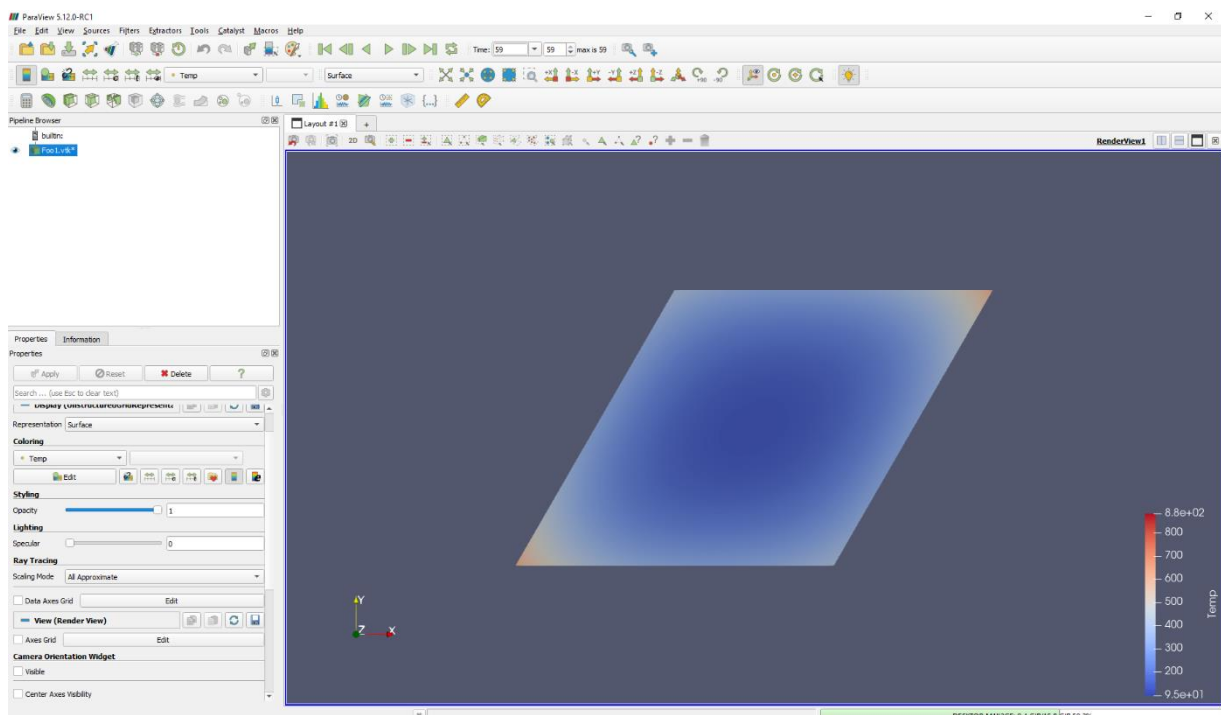 ParaView 5.12.0-RC1
File Edit View Sources Filters Extractors Tools Catalyst Macros Help
Time: 59 59 max is 59
Temp Surface
Pipeline Browser
builtin:
Foo1.vtk*
Layout #1
+
2D
RenderView1
Properties Information
Properties
Apply Reset Delete ?
Search ... (use Esc to clear text)
Display (UnstructuredGridRepresent
Representation Surface
Coloring
Temp
Edit
Styling
Opacity 1
Lighting
Specular 0
Ray Tracing
Scaling Mode All Approximate
Data Axes Grid Edit
View (Render View)
Axes Grid Edit
Camera Orientation Widget
Visible
Center Axes Visibility
Y
Z X
8.8e+02
800
700
600
500
400
300
200
9.5e+01
Temp